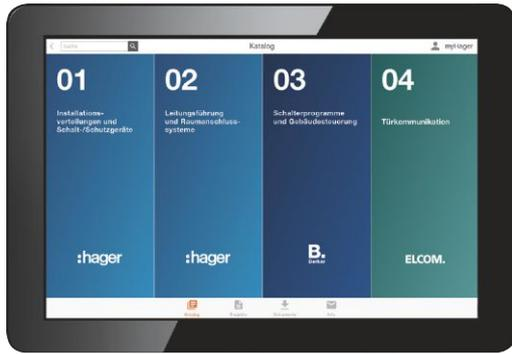 Suche
Katalog
myHager
01
Installations-
verteilungen und
Schalt-/Schutzgeräte
:hager
02
Leitungsführung
und Raumanschluss-
systeme
:hager
03
Schalterprogramme
und Gebäudesteuerung
B.
Berker
04
Türkommunikation
ELCOM.
Katalog
Projekte
Dokumente
Info